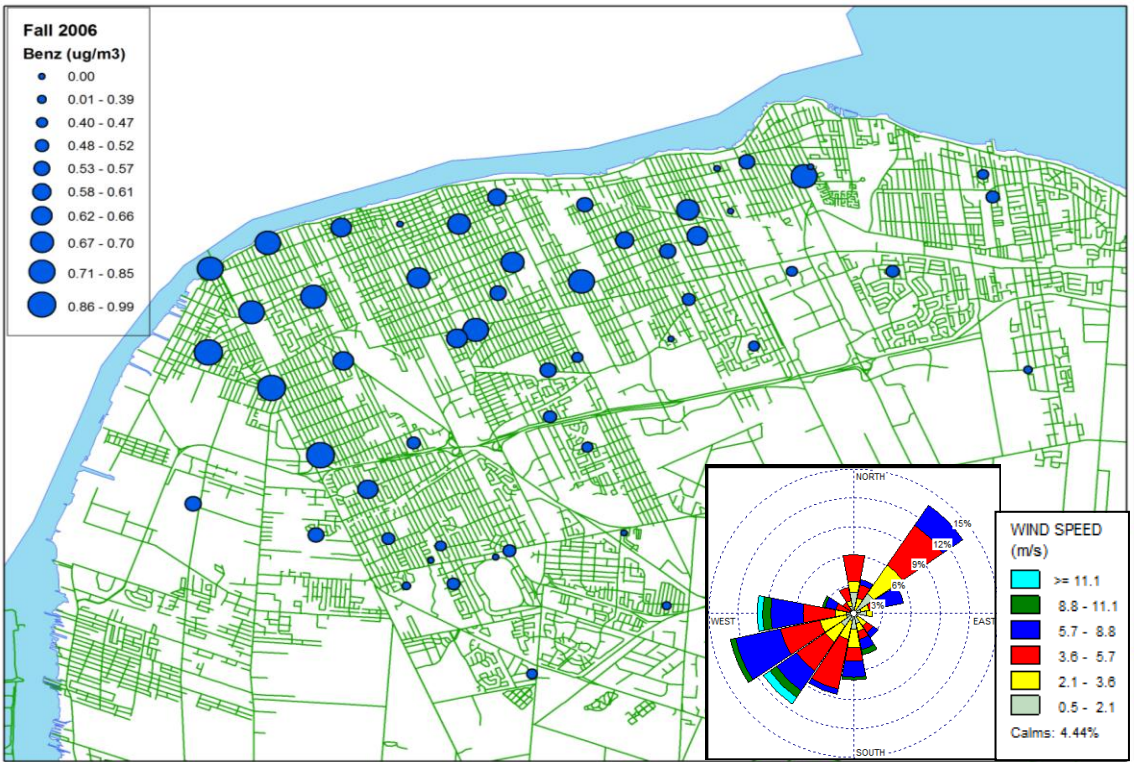 Fall 2006
Benz (ug/m3)
0.00
0.01 - 0.39
0.40 - 0.47
0.48 - 0.52
0.53 - 0.57
0.58 - 0.61
0.62 - 0.66
0.67 - 0.70
0.71 - 0.85
0.86 - 0.99
NORTH
15%
12%
9%
6%
3%
WEST
EAST
SOUTH
WIND SPEED
(m/s)
>= 11.1
8.8 - 11.1
5.7 - 8.8
3.6 - 5.7
2.1 - 3.6
0.5 - 2.1
Calms: 4.44%